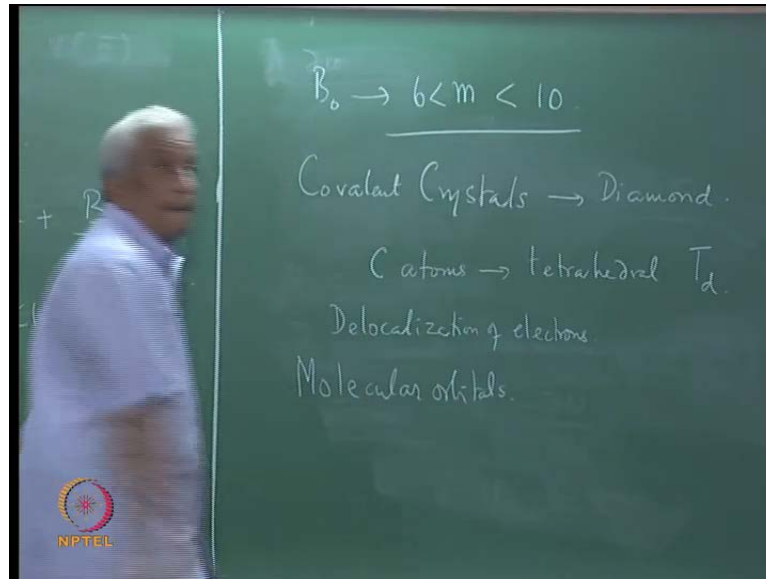 B₀ → 6 < m < 10
Covalent Crystals → Diamond.
+ B
C atoms → tetrahedral T_d.
Delocalization of electrons.
Molecular orbitals.
NPTEL